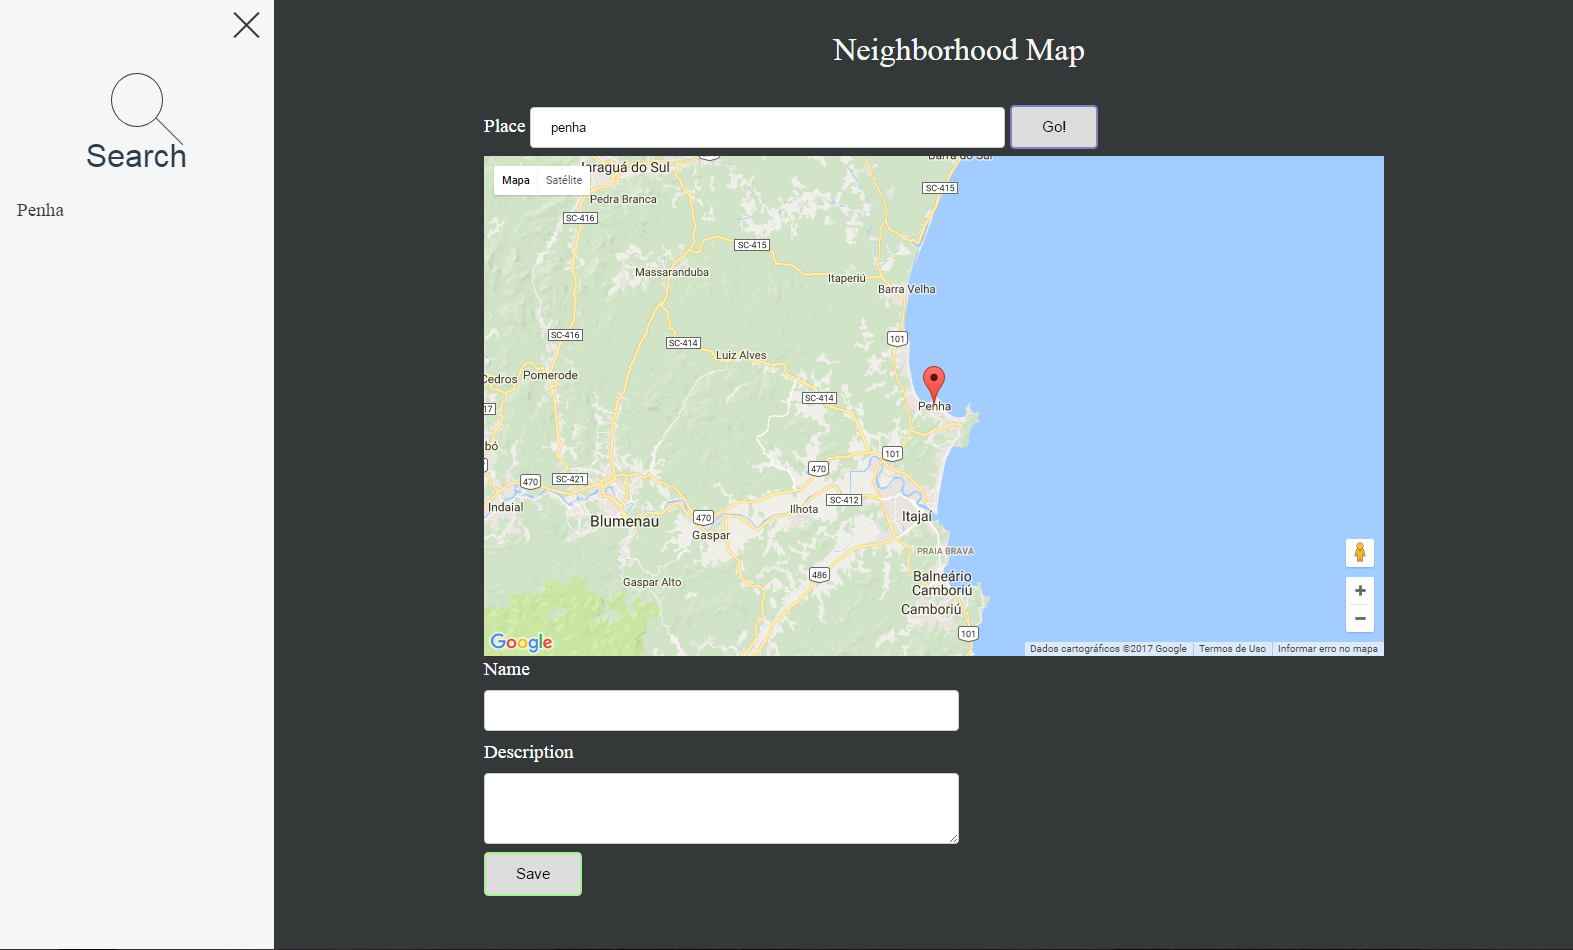 Search
Penha
Neighborhood Map
Place
penha
Go!
Mapa
Satélite
Jaraguá do Sul
Barra do Sul
SC-415
Pedra Branca
SC-416
SC-415
Massaranduba
Itaperiú
Barra Velha
SC-416
101
SC-414
Luiz Alves
Cedros
Pomerode
SC-414
Penha
17
bó
101
470
470
SC-421
SC-412
Indaial
Ilhota
Itajaí
Blumenau
470
Gaspar
PRAIA BRAVA
486
Gaspar Alto
Balneário
Camboriú
Camboriú
101
Google
Dados cartográficos ©2017 Google
Termos de Uso
Informar erro no mapa
Name
Description
Save